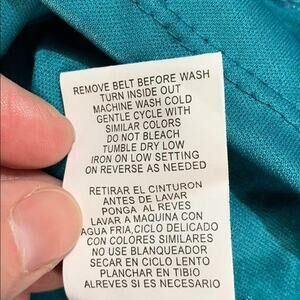 REMOVE BELT BEFORE WASH
TURN INSIDE OUT
MACHINE WASH COLD
GENTLE CYCLE WITH
SIMILAR COLORS
DO NOT BLEACH
TUMBLE DRY LOW
IRON ON LOW SETTING
ON REVERSE AS NEEDED
RETIRAR EL CINTURON
ANTES DE LAVAR
PONGA AL REVES
LAVAR A MAQUINA CON
AGUA FRIA,CICLO DELICADO
CON COLORES SIMILARES
NO USE BLANQUEADOR
SECAR EN CICLO LENTO
PLANCHAR EN TIBIO
ALREVES SI ES NECESARIO